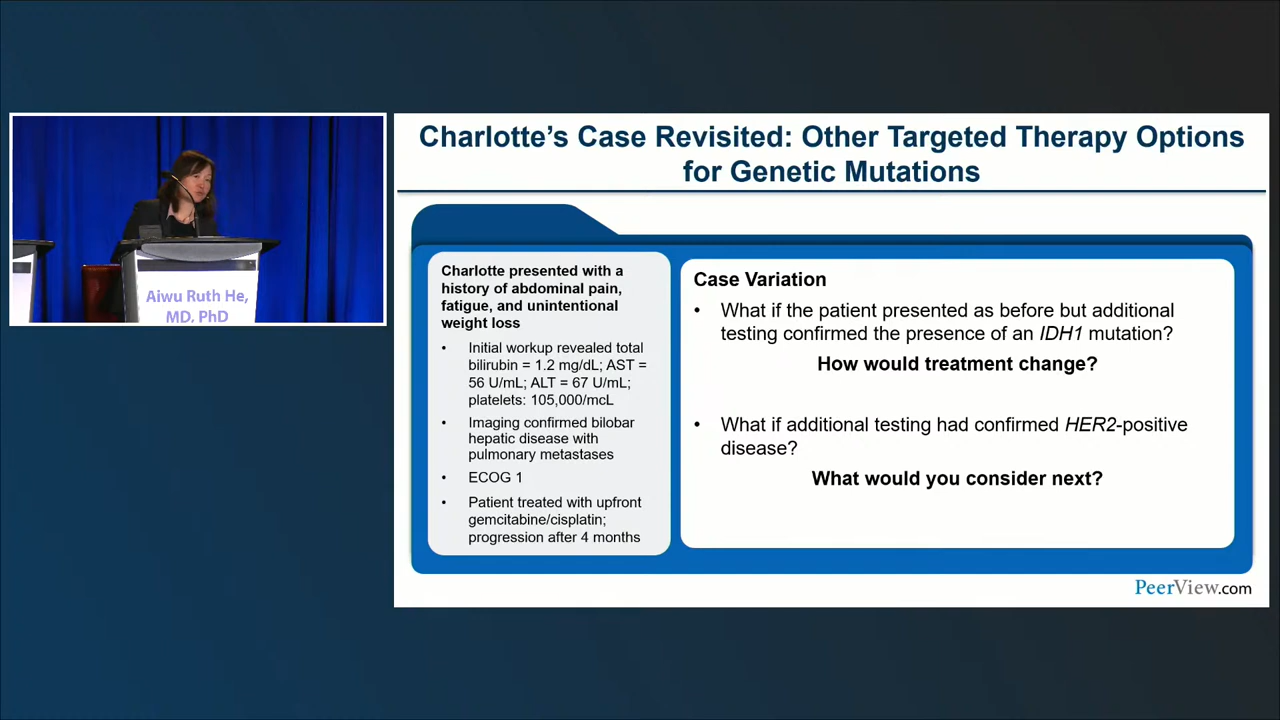 Charlotte's Case Revisited: Other Targeted Therapy Options
for Genetic Mutations
Aiwu Ruth He,
MD, PhD
Charlotte presented with a
history of abdominal pain,
fatigue, and unintentional
weight loss
• Initial workup revealed total
bilirubin = 1.2 mg/dL; AST =
56 U/mL; ALT = 67 U/mL;
platelets: 105,000/mcL
• Imaging confirmed bilobar
hepatic disease with
pulmonary metastases
• ECOG 1
• Patient treated with upfront
gemcitabine/cisplatin;
progression after 4 months
Case Variation
• What if the patient presented as before but additional
testing confirmed the presence of an IDH1 mutation?
How would treatment change?
• What if additional testing had confirmed HER2-positive
disease?
What would you consider next?
PeerView.com